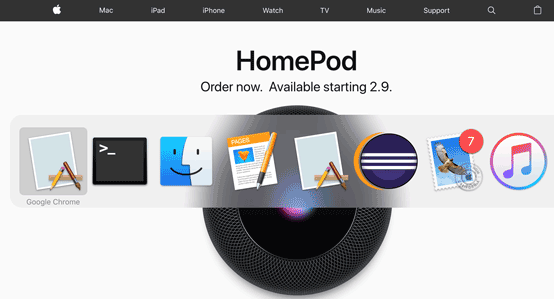 Mac iPad iPhone Watch TV Music Support
HomePod
Order now. Available starting 2.9.
>_
PAGES
7
Google Chrome